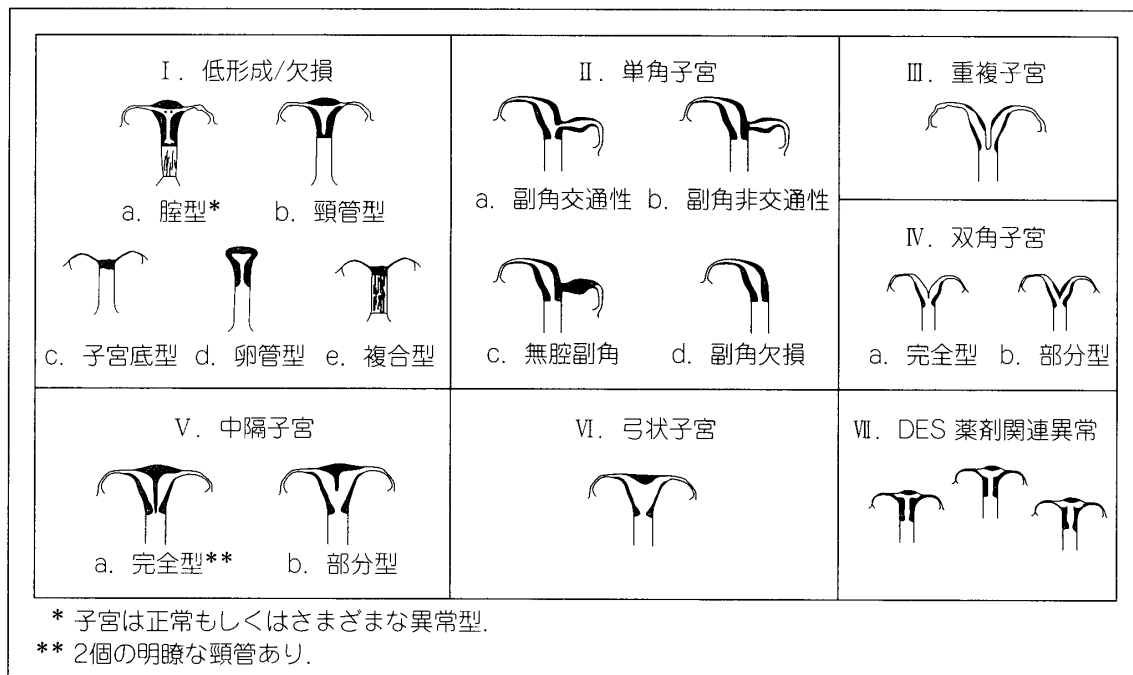 Ⅰ. 低形成/欠損
a. 腟型*
b. 頸管型
c. 子宮底型
d. 卵管型
e. 複合型
Ⅱ. 単角子宮
a. 副角交通性
b. 副角非交通性
c. 無腔副角
d. 副角欠損
Ⅲ. 重複子宮
Ⅳ. 双角子宮
a. 完全型
b. 部分型
Ⅴ. 中隔子宮
a. 完全型**
b. 部分型
Ⅵ. 弓状子宮
Ⅶ. DES 薬剤関連異常
* 子宮は正常もしくはさまざまな異常型.
** 2個の明瞭な頸管あり.